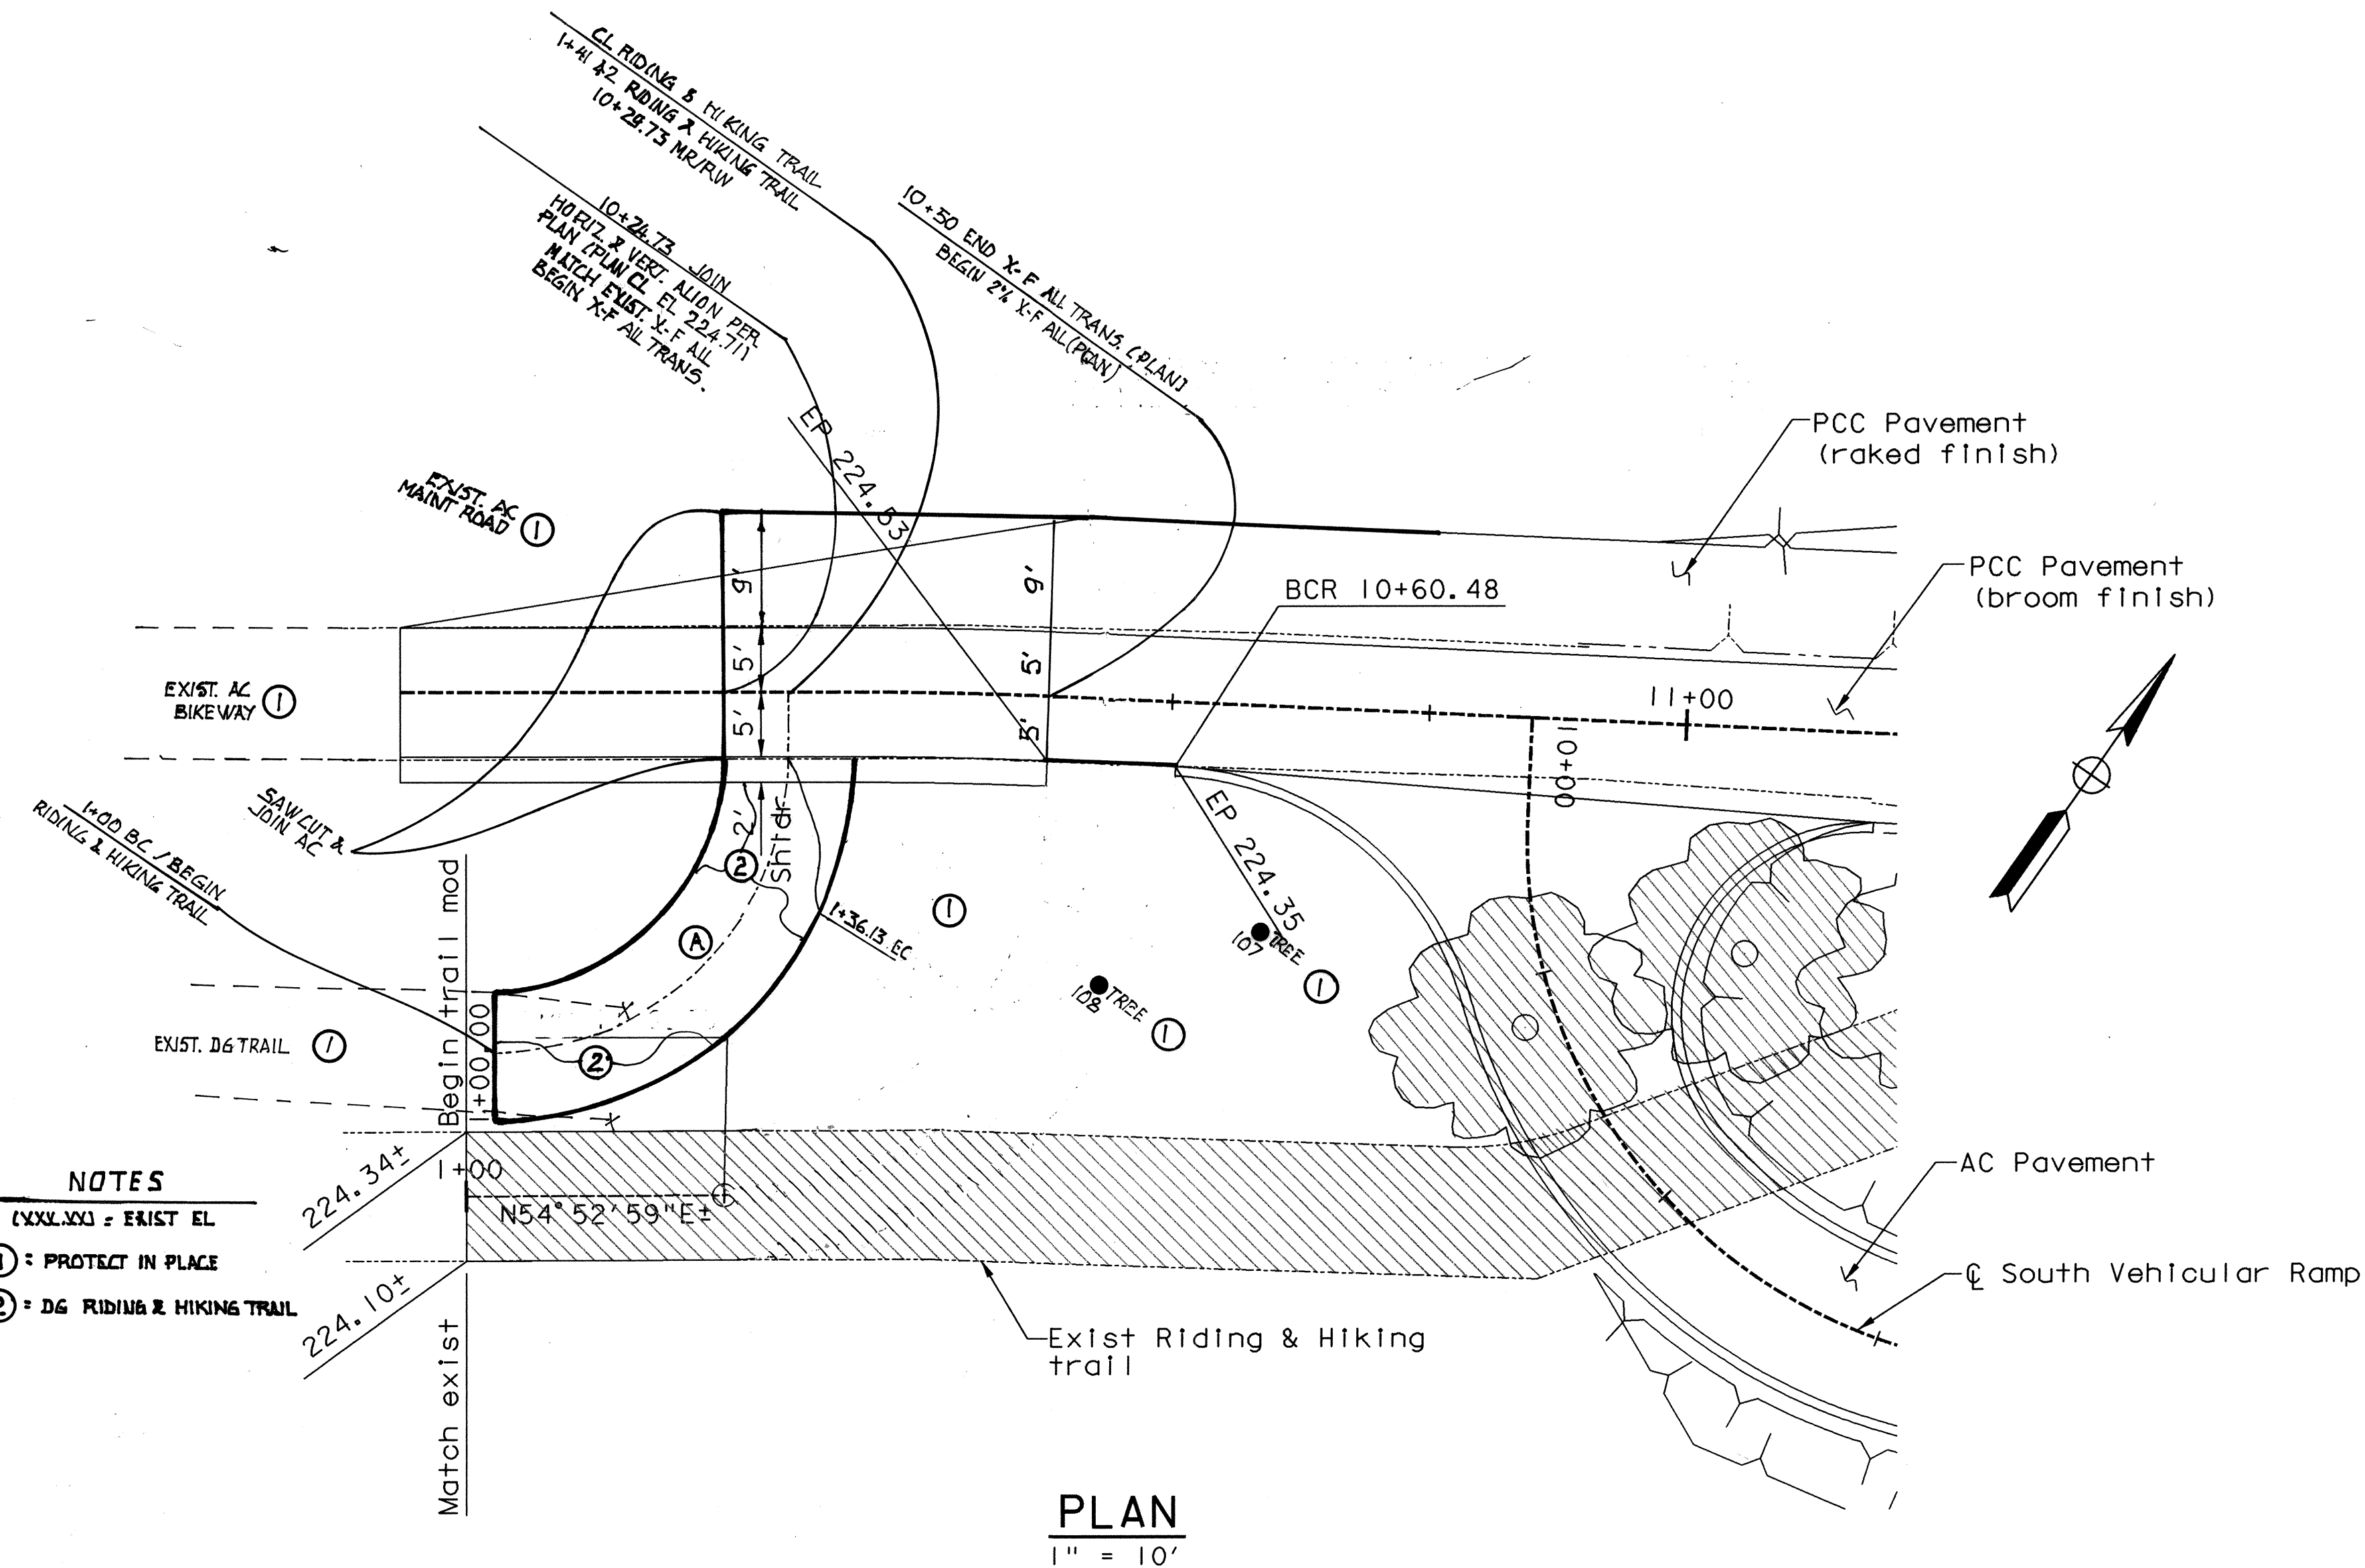 CL RIDING & HIKING TRAIL
1+41.42 RIDING & HIKING TRAIL
10+29.73 MR/RW
10+24.73 JOIN
HORIZ. & VERT. ALION PER
PLAN (PLAN CL EL 224.71)
MATCH EXIST. X-F ALL
BEGIN X-F ALL TRANS.
10+50 END X-F ALL TRANS. (PLAN)
BEGIN 2% X-F ALL (PLAN)
EP 224.53
PCC Pavement
(raked finish)
PCC Pavement
(broom finish)
EXIST. AC
MAINT ROAD 1
BCR 10+60.48
9'
9'
5'
5'
5'
5'
EXIST. AC
BIKEWAY 1
11+00
10+00
SAWCUT &
JOIN AC
1+00 BC / BEGIN
RIDING & HIKING TRAIL
2'
Shldr
2
EP 224.35
1+36.13 EC
1
A
107 TREE 1
108 TREE 1
Begin trail mod
1+00.00
EXIST. DG TRAIL 1
2
224.34±
1+00
N54°52'59"E±
224.10±
Match exist
NOTES
(XXX.XX) = EXIST EL
1 = PROTECT IN PLACE
2 = DG RIDING & HIKING TRAIL
AC Pavement
℄ South Vehicular Ramp
Exist Riding & Hiking
trail
PLAN
1" = 10'